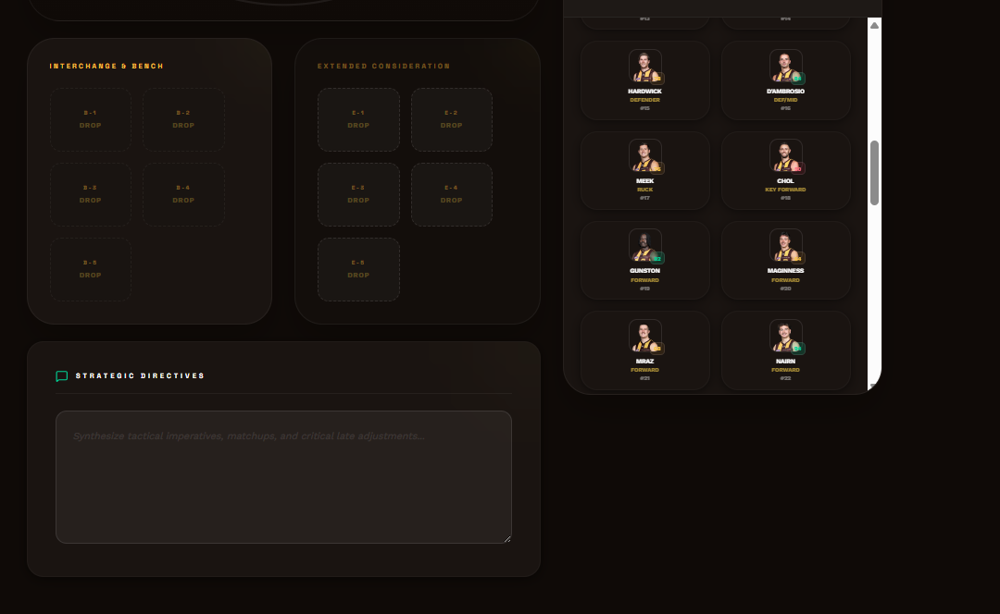 INTERCHANGE & BENCH
B-1
DROP
B-2
DROP
B-3
DROP
B-4
DROP
B-5
DROP
EXTENDED CONSIDERATION
E-1
DROP
E-2
DROP
E-3
DROP
E-4
DROP
E-5
DROP
STRATEGIC DIRECTIVES
Synthesize tactical imperatives, matchups, and critical late adjustments...
#13
#14
HARDWICK
DEFENDER
#15
D'AMBROSIO
DEF/MID
#16
MEEK
RUCK
#17
CHOL
KEY FORWARD
#18
GUNSTON
FORWARD
#19
MAGINNESS
FORWARD
#20
MRAZ
FORWARD
#21
NAIRN
FORWARD
#22